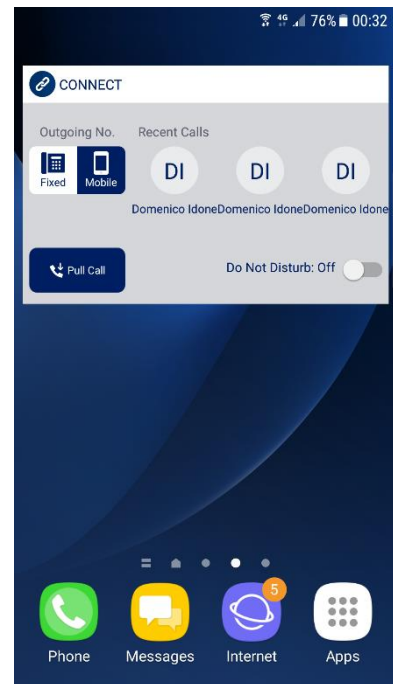 4G 76% 00:32
CONNECT
Outgoing No. Recent Calls
Fixed Mobile DI DI DI
Domenico Idone Domenico Idone Domenico Idone
Pull Call Do Not Disturb: Off
5
Phone Messages Internet Apps